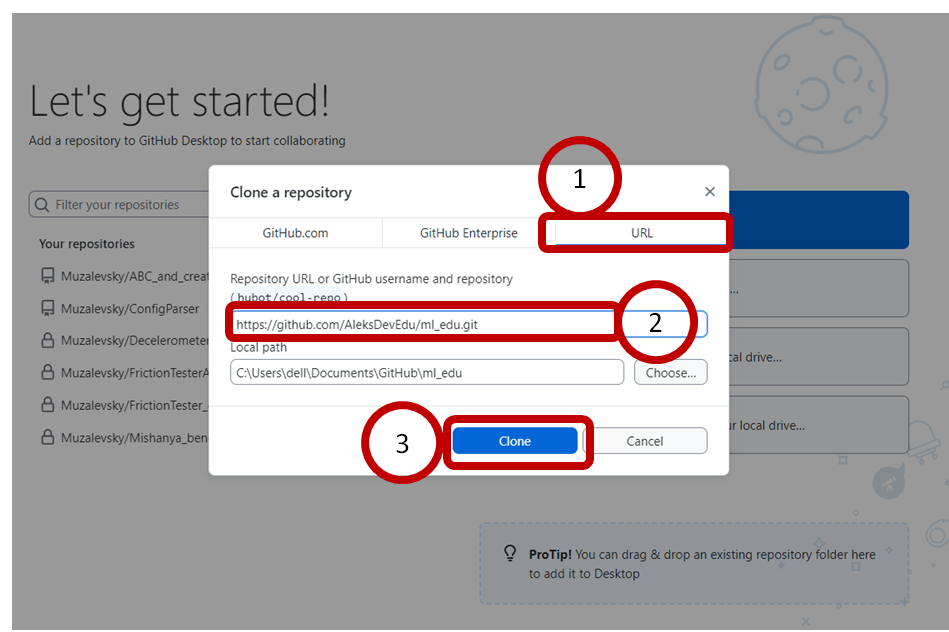 Let's get started!
Add a repository to GitHub Desktop to start collaborating
1
Clone a repository
Filter your repositories
GitHub.com
GitHub Enterprise
URL
Your repositories
Muzalevsky/ABC_and_creat
Muzalevsky/ConfigParser
Muzalevsky/Decelerometer
Muzalevsky/FrictionTesterA
Muzalevsky/FrictionTester_
Muzalevsky/Mishanya_ben
Repository URL or GitHub username and repository
(hubot/cool-repo)
https://github.com/AleksDevEdu/ml_edu.git
2
Local path
C:\Users\dell\Documents\GitHub\ml_edu
Choose...
...
cal drive...
ur local drive...
3
Clone
Cancel
ProTip! You can drag & drop an existing repository folder here
to add it to Desktop